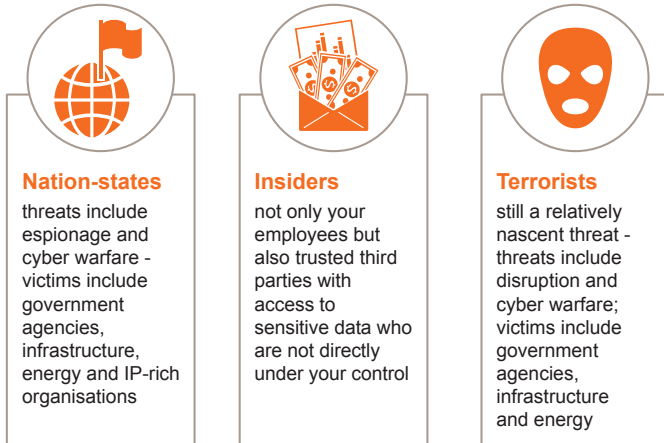 Nation-states
threats include
espionage and
cyber warfare -
victims include
government
agencies,
infrastructure,
energy and IP-rich
organisations
Insiders
not only your
employees but
also trusted third
parties with
access to
sensitive data who
are not directly
under your control
Terrorists
still a relatively
nascent threat -
threats include
disruption and
cyber warfare;
victims include
government
agencies,
infrastructure
and energy